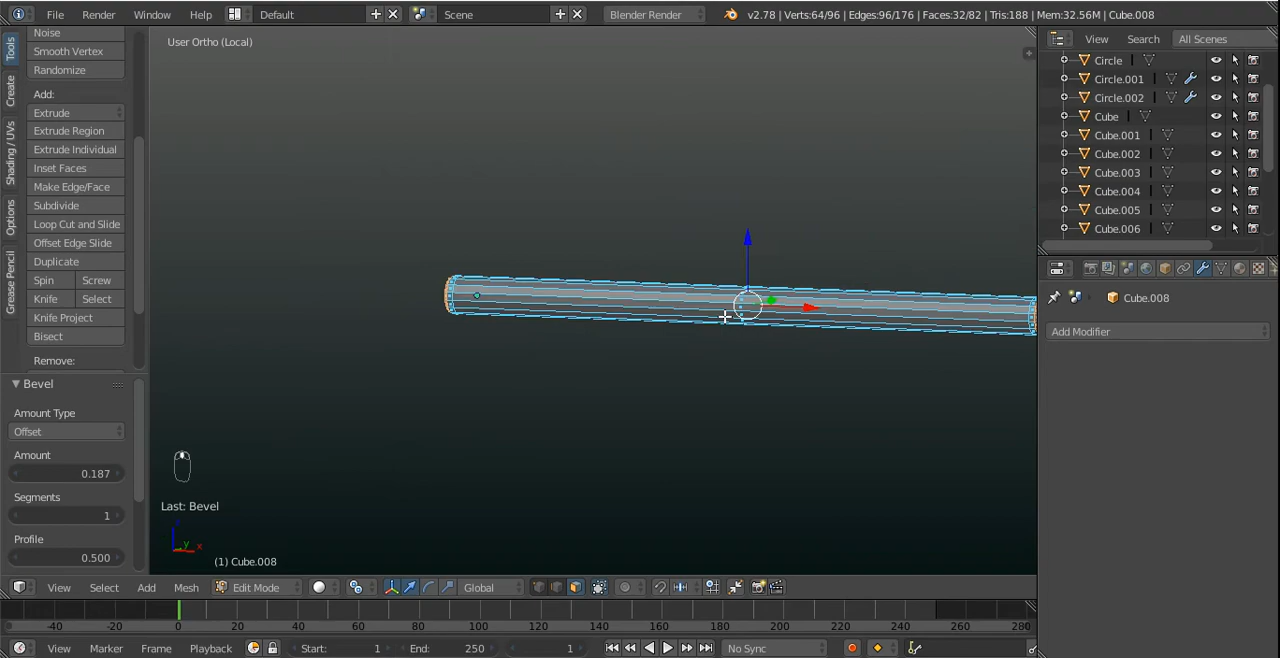 File Render Window Help Default Scene Blender Render v2.78 | Verts:64/96 | Edges:96/176 | Faces:32/82 | Tris:188 | Mem:32.56M | Cube.008
Tools
Create
Shading / UVs
Options
Grease Pencil
Noise
Smooth Vertex
Randomize
Add:
Extrude
Extrude Region
Extrude Individual
Inset Faces
Make Edge/Face
Subdivide
Loop Cut and Slide
Offset Edge Slide
Duplicate
Spin Screw
Knife Select
Knife Project
Bisect
Remove:
Bevel
Amount Type
Offset
Amount
0.187
Segments
1
Profile
0.500
User Ortho (Local)
Last: Bevel
y x
(1) Cube.008
View Select Add Mesh Edit Mode Global
-40 -20 0 20 40 60 80 100 120 140 160 180 200 220 240 260 280
View Marker Frame Playback Start: 1 End: 250 1 No Sync
View Search All Scenes
Circle
Circle.001
Circle.002
Cube
Cube.001
Cube.002
Cube.003
Cube.004
Cube.005
Cube.006
Cube.008
Add Modifier